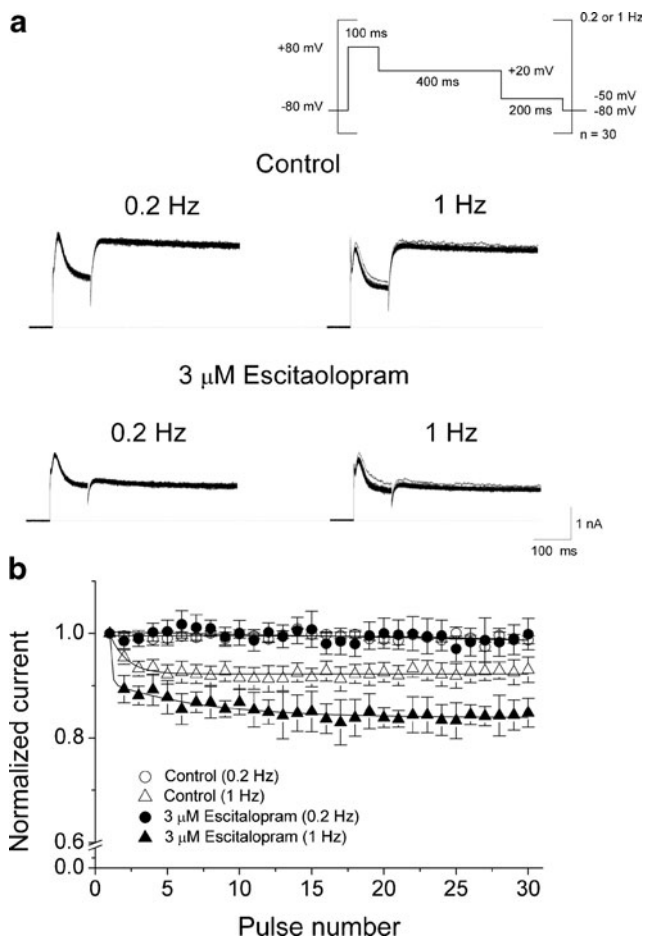 a
0.2 or 1 Hz
100 ms
+80 mV
+20 mV
400 ms
-50 mV
-80 mV
200 ms
-80 mV
n = 30
Control
0.2 Hz
1 Hz
3 μM Escitaolopram
0.2 Hz
1 Hz
1 nA
100 ms
b
Normalized current
1.0
0.8
0.6
0.0
Control (0.2 Hz)
Control (1 Hz)
3 μM Escitalopram (0.2 Hz)
3 μM Escitalopram (1 Hz)
0 5 10 15 20 25 30
Pulse number